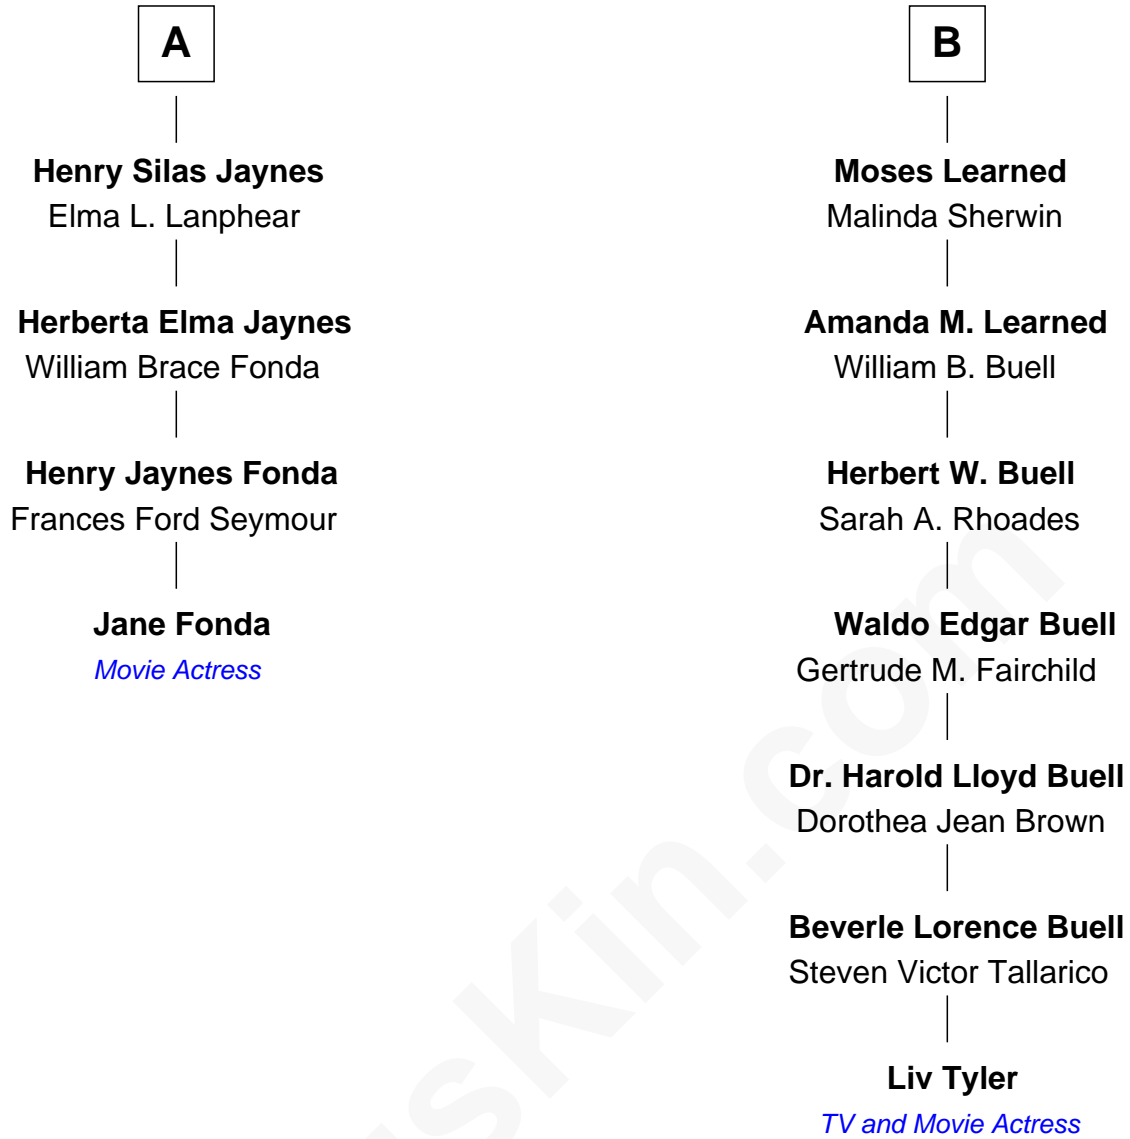 A
Henry Silas Jaynes
Elma L. Lanphear
Herberta Elma Jaynes
William Brace Fonda
Henry Jaynes Fonda
Frances Ford Seymour
Jane Fonda
Movie Actress
B
Moses Learned
Malinda Sherwin
Amanda M. Learned
William B. Buell
Herbert W. Buell
Sarah A. Rhoades
Waldo Edgar Buell
Gertrude M. Fairchild
Dr. Harold Lloyd Buell
Dorothea Jean Brown
Beverle Lorence Buell
Steven Victor Tallarico
Liv Tyler
TV and Movie Actress